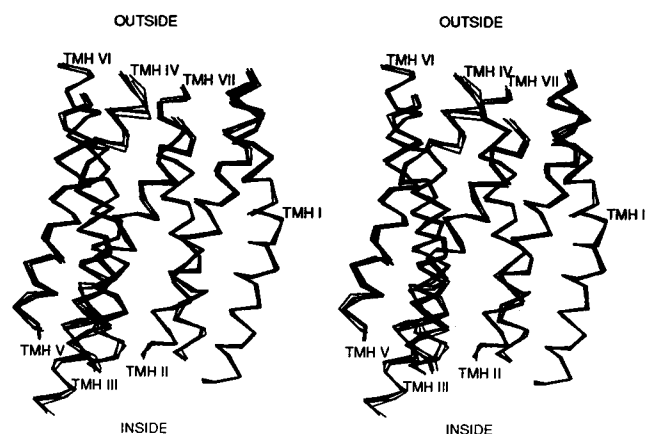 OUTSIDE
OUTSIDE
TMH VI
TMH IV
TMH VII
TMH VI
TMH IV
TMH VII
TMH I
TMH I
TMH V
TMH III
TMH II
TMH V
TMH III
TMH II
INSIDE
INSIDE